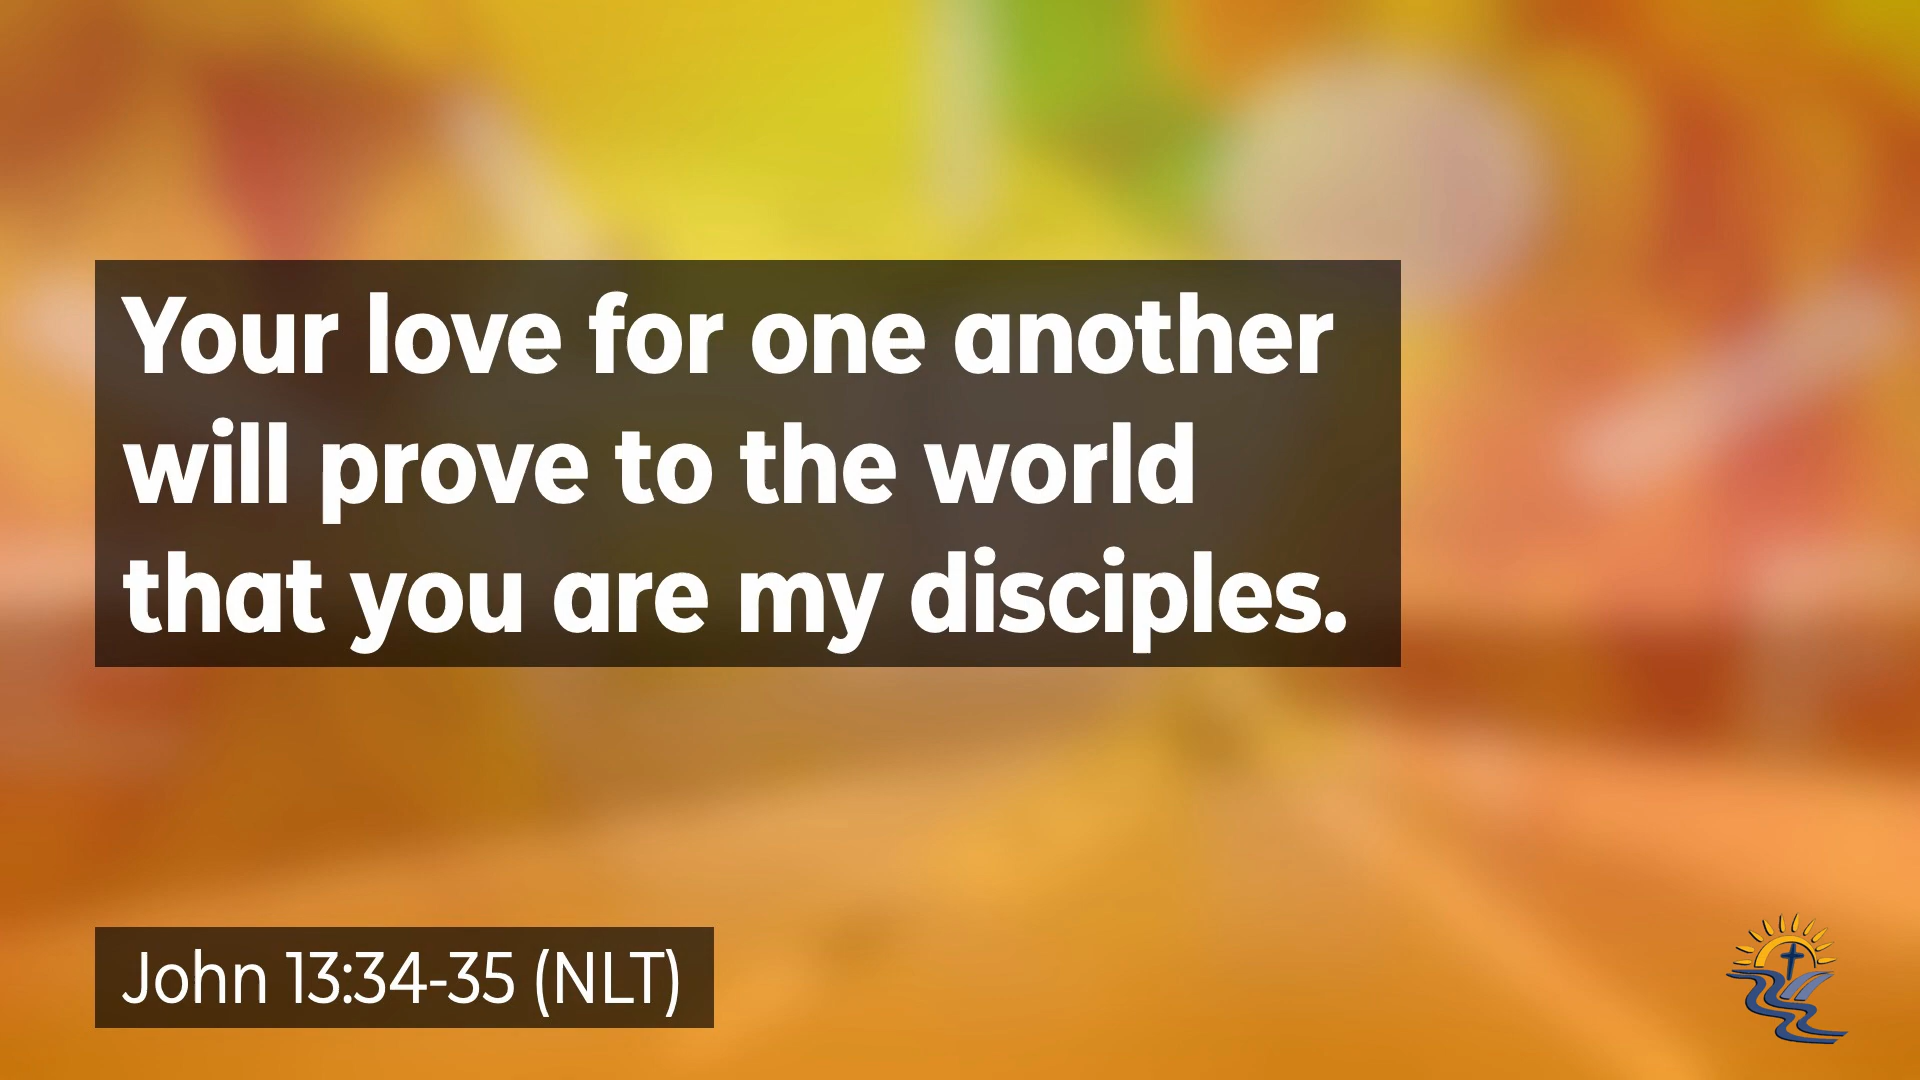 Your love for one another
will prove to the world
that you are my disciples.
John 13:34-35 (NLT)